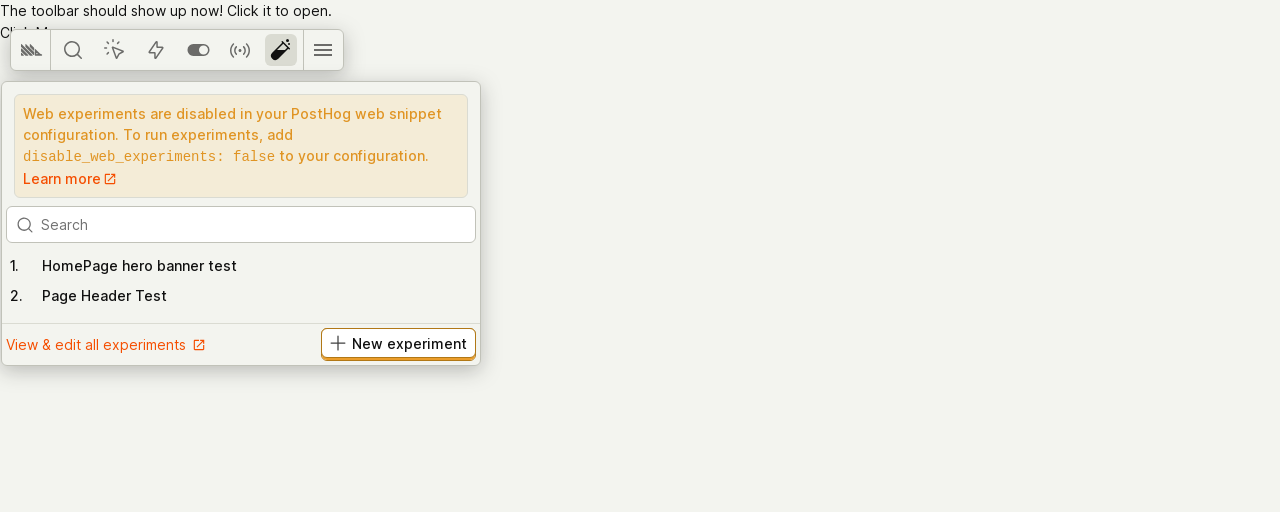 The toolbar should show up now! Click it to open.
Web experiments are disabled in your PostHog web snippet
configuration. To run experiments, add
disable_web_experiments: false to your configuration.
Learn more
Search
1. HomePage hero banner test
2. Page Header Test
View & edit all experiments
New experiment